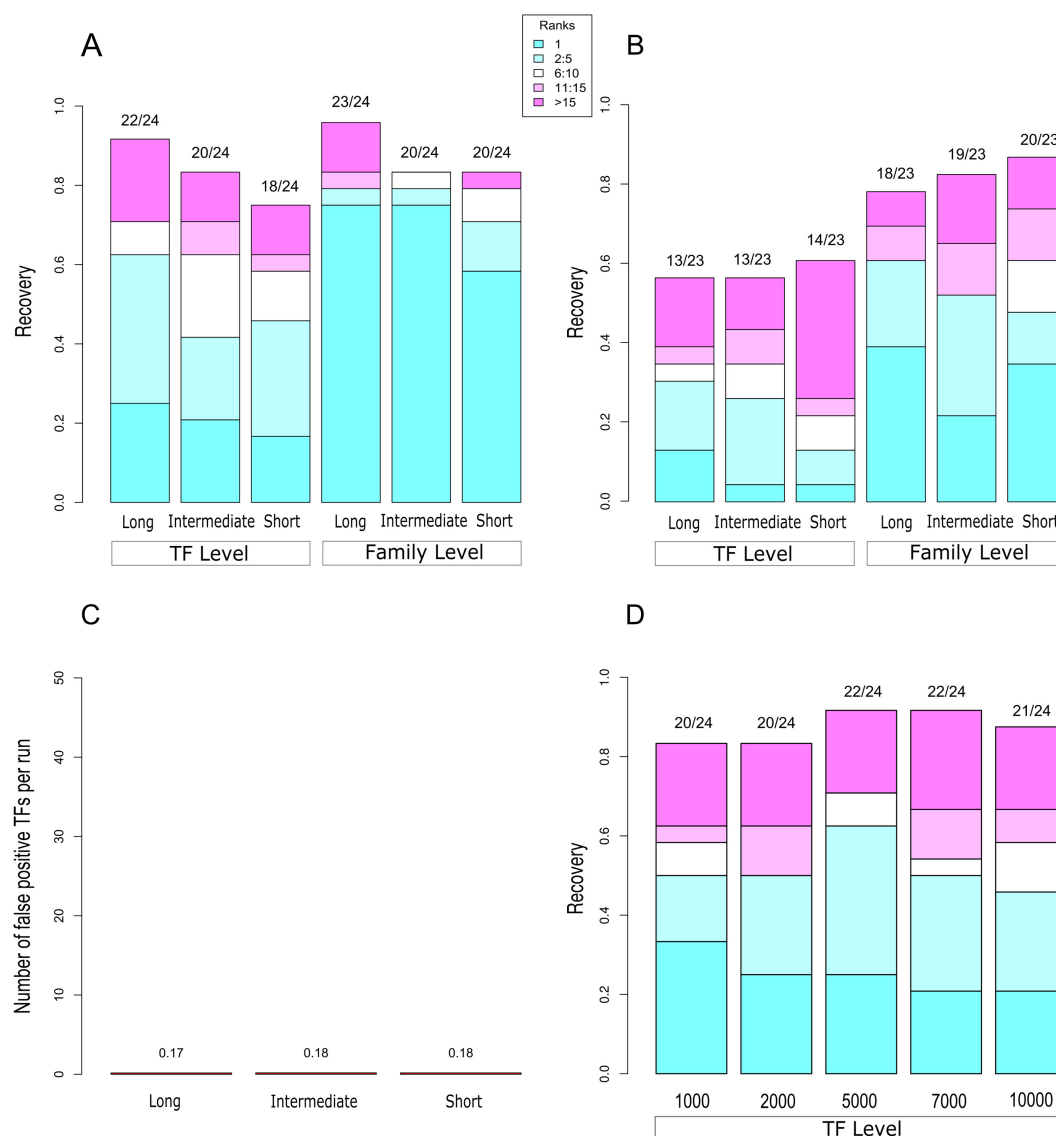 A
Ranks
1
2:5
6:10
11:15
>15
B
1.0
0.8
0.6
0.4
0.2
0.0
Recovery
22/24
20/24
18/24
23/24
20/24
20/24
Long Intermediate Short Long Intermediate Short
TF Level Family Level
1.0
0.8
0.6
0.4
0.2
0.0
Recovery
13/23
13/23
14/23
18/23
19/23
20/23
Long Intermediate Short Long Intermediate Short
TF Level Family Level
C
50
40
30
20
10
0
Number of false positive TFs per run
0.17 0.18 0.18
Long Intermediate Short
D
1.0
0.8
0.6
0.4
0.2
0.0
Recovery
20/24
20/24
22/24
22/24
21/24
1000 2000 5000 7000 10000
TF Level